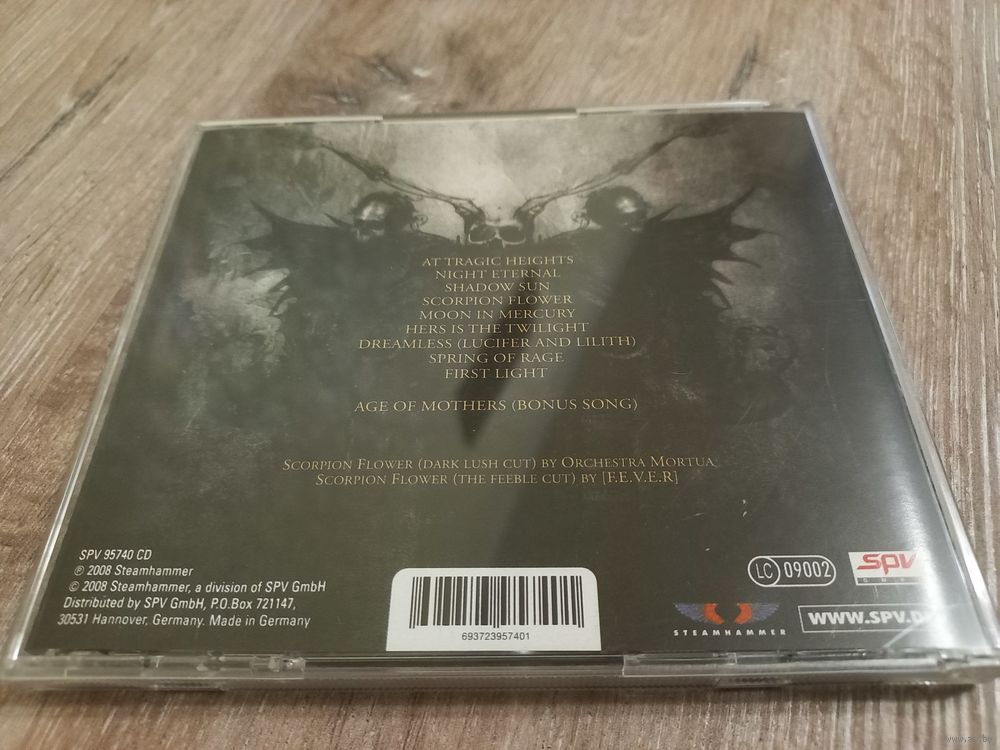 AT TRAGIC HEIGHTS
NIGHT ETERNAL
SHADOW SUN
SCORPION FLOWER
MOON IN MERCURY
HERS IS THE TWILIGHT
DREAMLESS (LUCIFER AND LILITH)
SPRING OF RAGE
FIRST LIGHT
AGE OF MOTHERS (BONUS SONG)
SCORPION FLOWER (DARK LUSH CUT) BY ORCHESTRA MORTUA
SCORPION FLOWER (THE FEEBLE CUT) BY [F.E.V.E.R]
SPV 95740 CD
℗ 2008 Steamhammer
© 2008 Steamhammer, a division of SPV GmbH
Distributed by SPV GmbH, P.O.Box 721147,
30531 Hannover, Germany. Made in Germany
693723957401
LC 09002
SPV
STEAMHAMMER
WWW.SPV.D